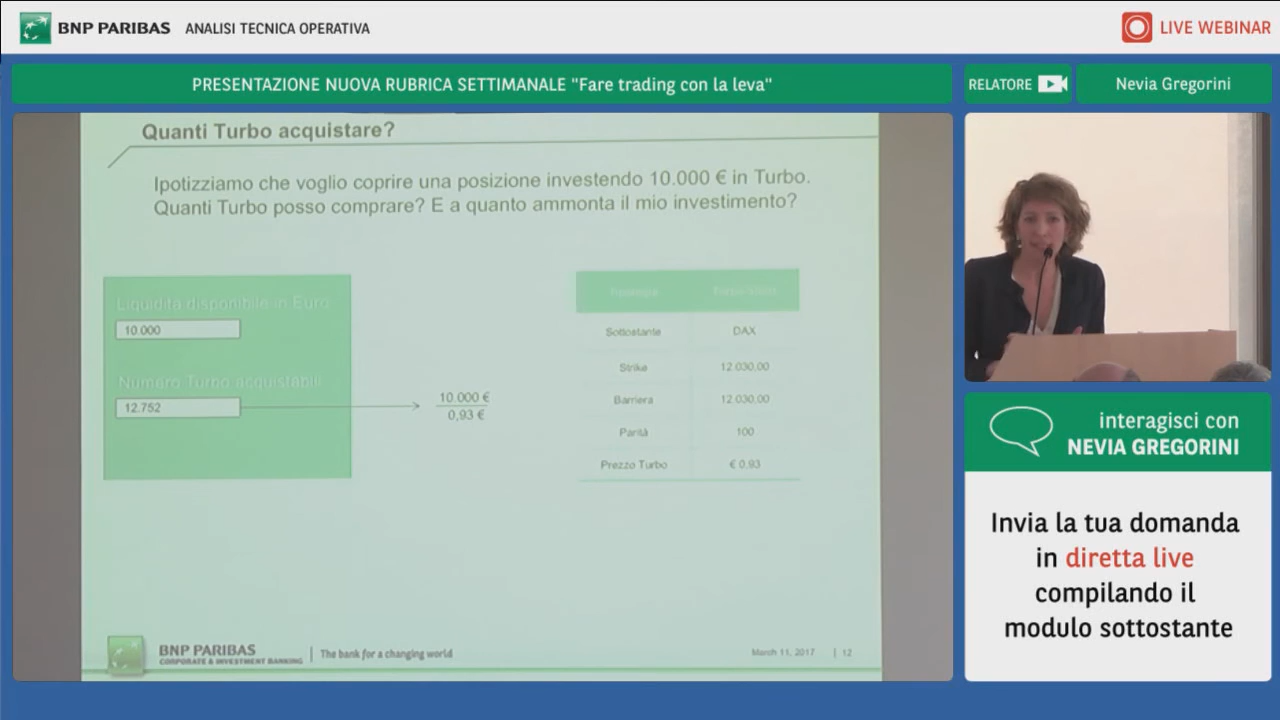 BNP PARIBAS
ANALISI TECNICA OPERATIVA
LIVE WEBINAR
PRESENTAZIONE NUOVA RUBRICA SETTIMANALE "Fare trading con la leva"
RELATORE
Nevia Gregorini
Quanti Turbo acquistare?
Ipotizziamo che voglio coprire una posizione investendo 10.000 € in Turbo.
Quanti Turbo posso comprare? E a quanto ammonta il mio investimento?
Liquidità disponibile in Euro
10.000
Numero Turbo acquistabili
12.752
10.000 €
0,93 €
Tipologia
Sottostante DAX
Strike 12.030,00
Barriera 12.030,00
Parità 100
Prezzo Turbo € 0,93
BNP PARIBAS
CORPORATE & INVESTMENT BANKING
The bank for a changing world
March 11, 2017 | 12
interagisci con
NEVIA GREGORINI
Invia la tua domanda
in diretta live
compilando il
modulo sottostante